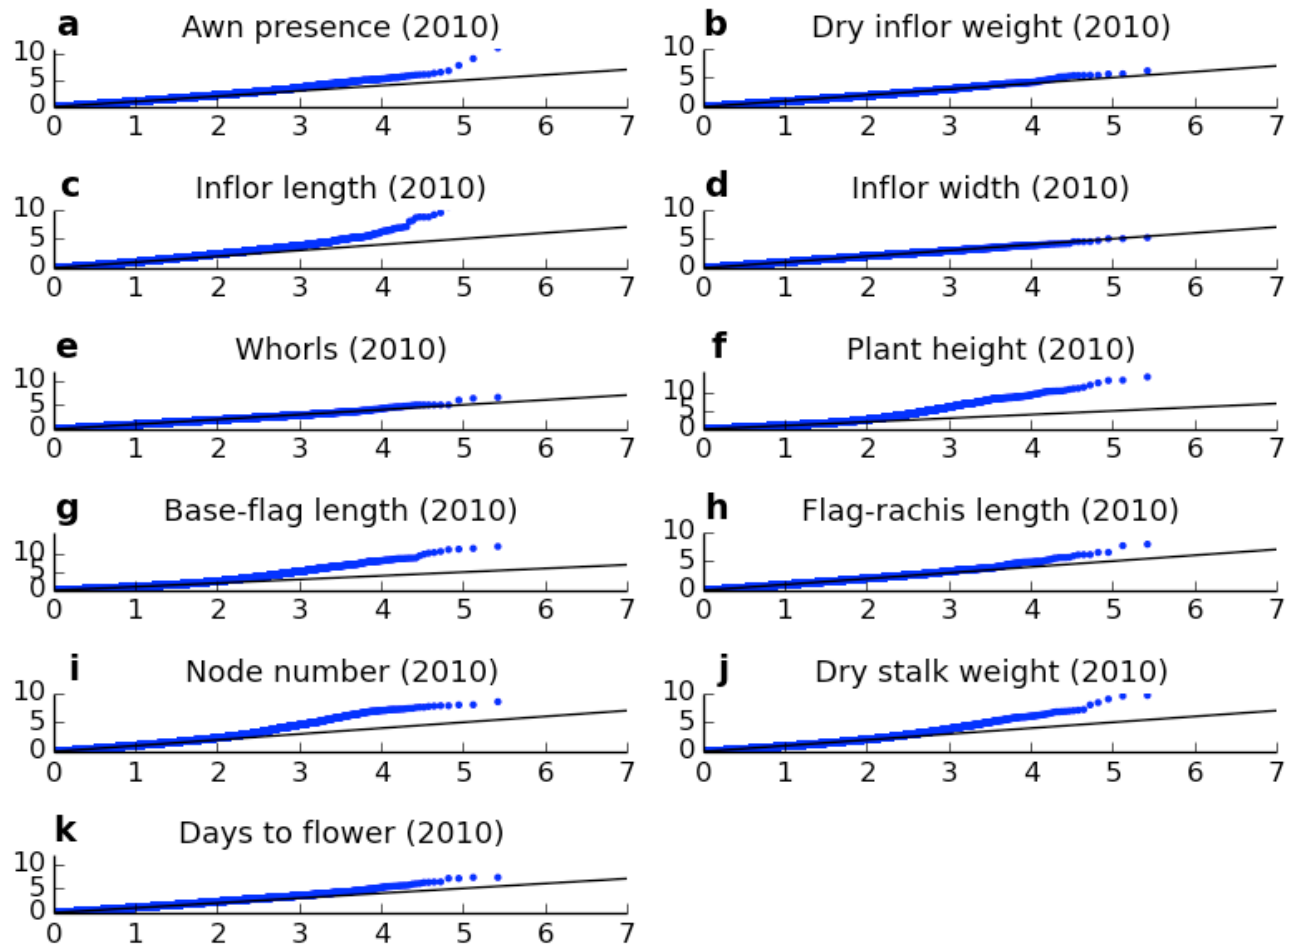 a Awn presence (2010) b Dry inflor weight (2010)
10 10
5 5
0 0
0 1 2 3 4 5 6 7 0 1 2 3 4 5 6 7
c Inflor length (2010) d Inflor width (2010)
10 10
5 5
0 0
0 1 2 3 4 5 6 7 0 1 2 3 4 5 6 7
e Whorls (2010) f Plant height (2010)
10 10
5 5
0 0
0 1 2 3 4 5 6 7 0 1 2 3 4 5 6 7
g Base-flag length (2010) h Flag-rachis length (2010)
10 10
5 5
0 0
0 1 2 3 4 5 6 7 0 1 2 3 4 5 6 7
i Node number (2010) j Dry stalk weight (2010)
10 10
5 5
0 0
0 1 2 3 4 5 6 7 0 1 2 3 4 5 6 7
k Days to flower (2010)
10
5
0
0 1 2 3 4 5 6 7